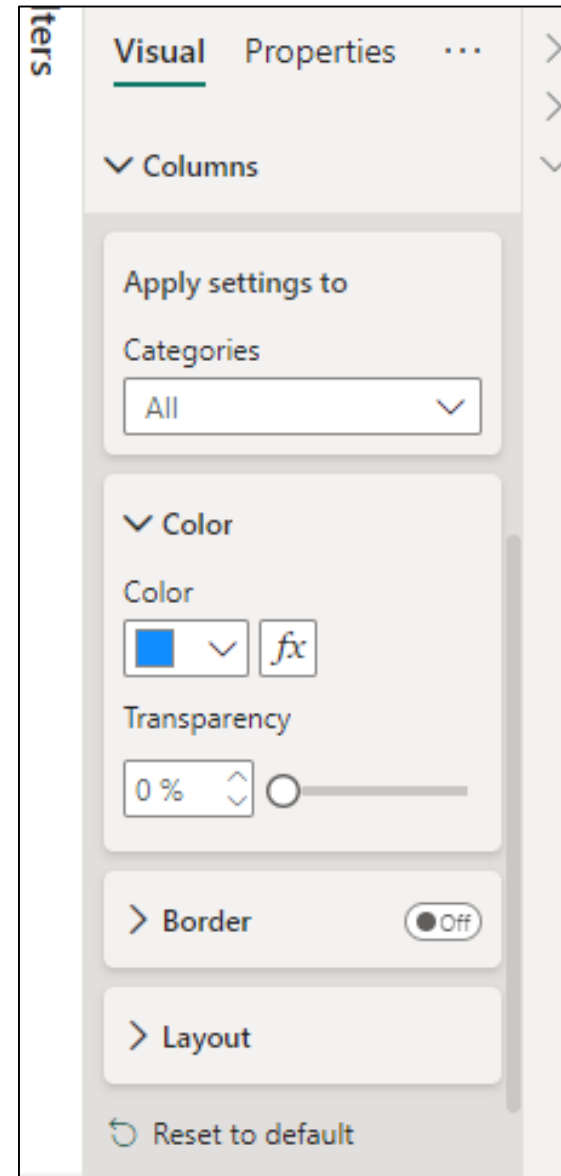 lters
Visual Properties ...
Columns
Apply settings to
Categories
All
Color
Color
fx
Transparency
0 %
Border Off
Layout
Reset to default